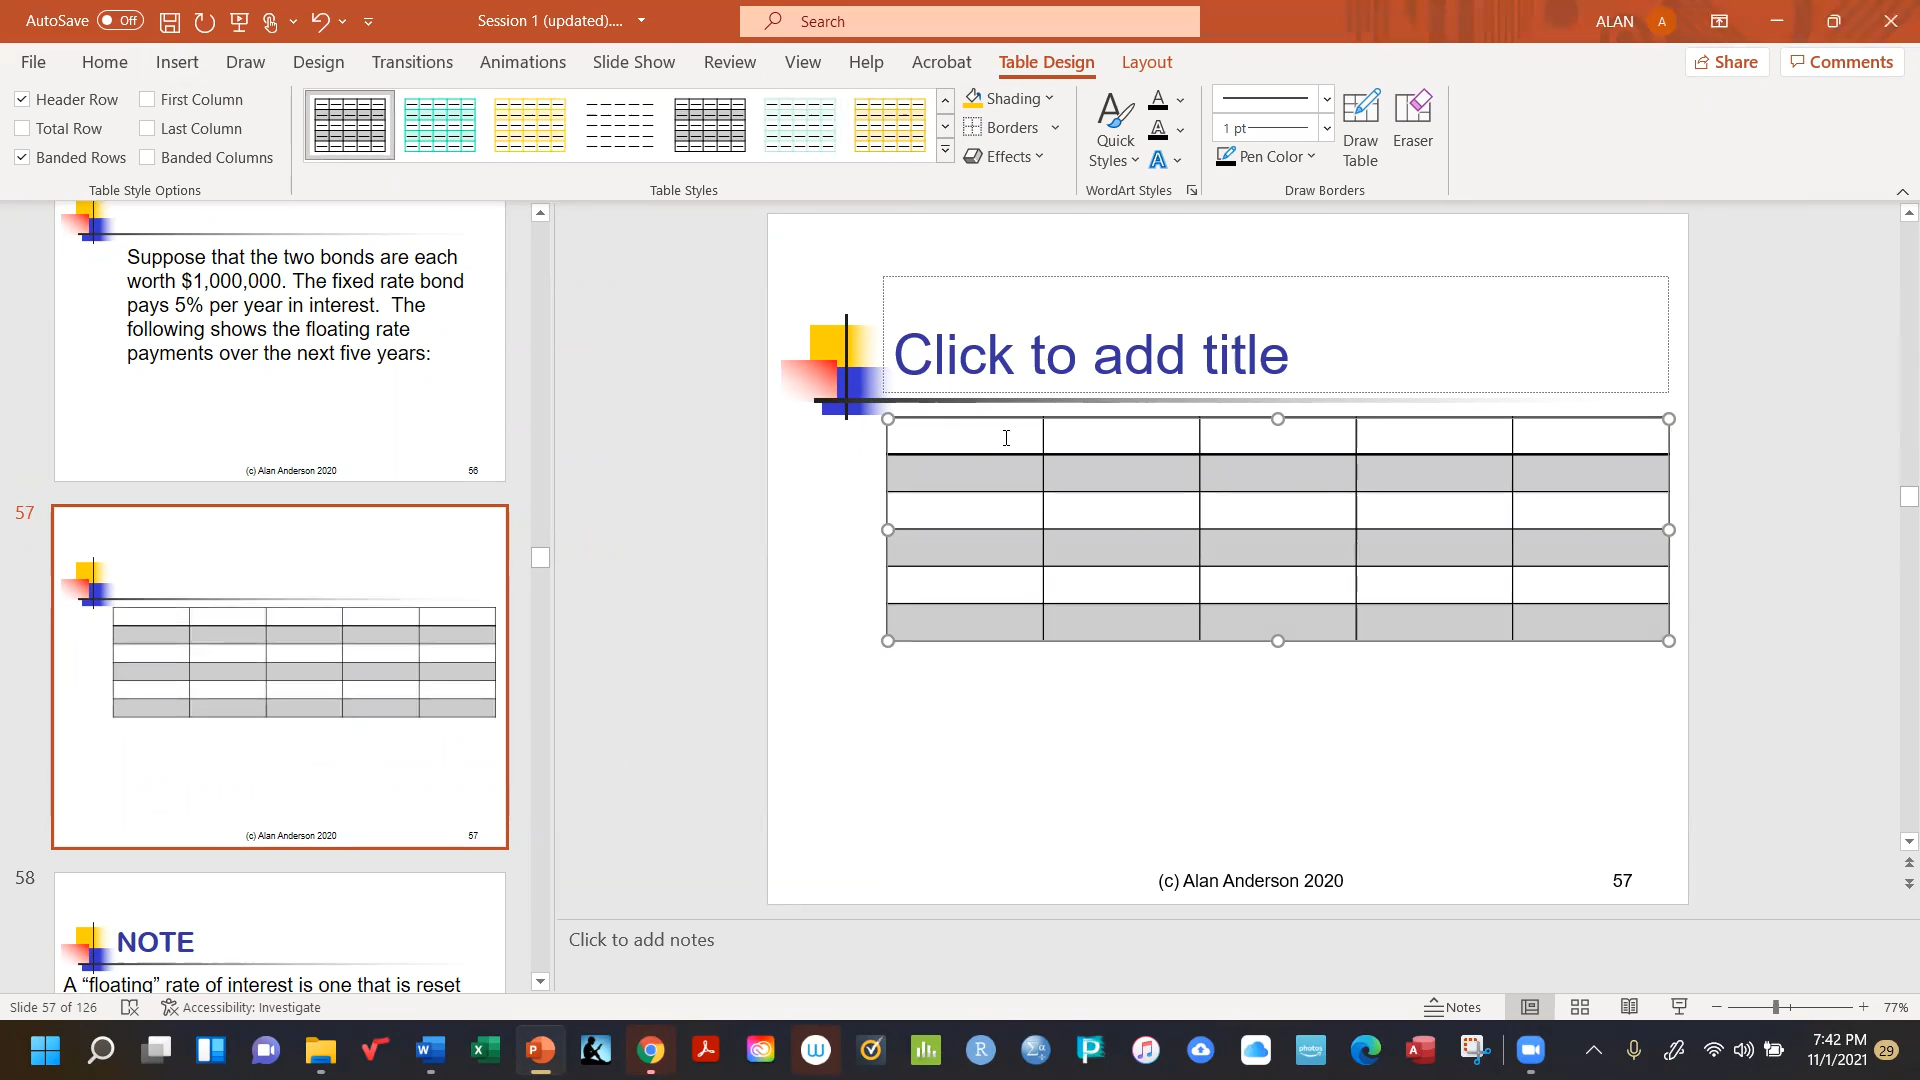 AutoSave Off
Session 1 (updated)....
Search
ALAN
A
File Home Insert Draw Design Transitions Animations Slide Show Review View Help Acrobat Table Design Layout
Share
Comments
Header Row
First Column
Total Row
Last Column
Banded Rows
Banded Columns
Table Style Options
Table Styles
Shading
Borders
Effects
Quick
Styles
A
A
A
WordArt Styles
1 pt
Pen Color
Draw
Table
Eraser
Draw Borders
Suppose that the two bonds are each
worth $1,000,000. The fixed rate bond
pays 5% per year in interest. The
following shows the floating rate
payments over the next five years:
(c) Alan Anderson 2020
56
57
(c) Alan Anderson 2020
57
58
NOTE
A “floating” rate of interest is one that is reset
Click to add title
(c) Alan Anderson 2020
57
Click to add notes
Slide 57 of 126
Accessibility: Investigate
Notes
77%
7:42 PM
11/1/2021
29